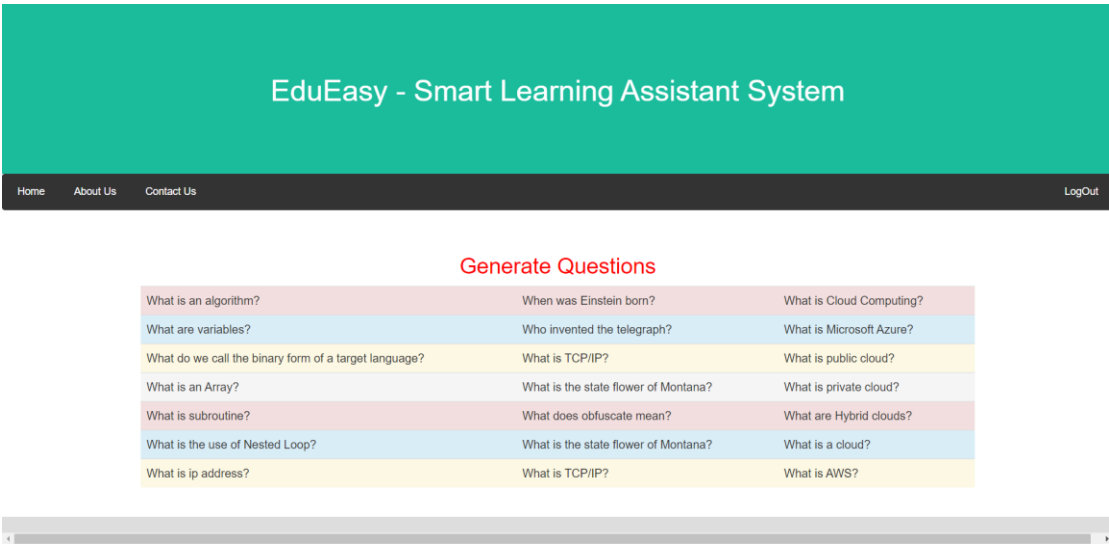 EduEasy - Smart Learning Assistant System
Home About Us Contact Us LogOut
Generate Questions
What is an algorithm? When was Einstein born? What is Cloud Computing?
What are variables? Who invented the telegraph? What is Microsoft Azure?
What do we call the binary form of a target language? What is TCP/IP? What is public cloud?
What is an Array? What is the state flower of Montana? What is private cloud?
What is subroutine? What does obfuscate mean? What are Hybrid clouds?
What is the use of Nested Loop? What is the state flower of Montana? What is a cloud?
What is ip address? What is TCP/IP? What is AWS?